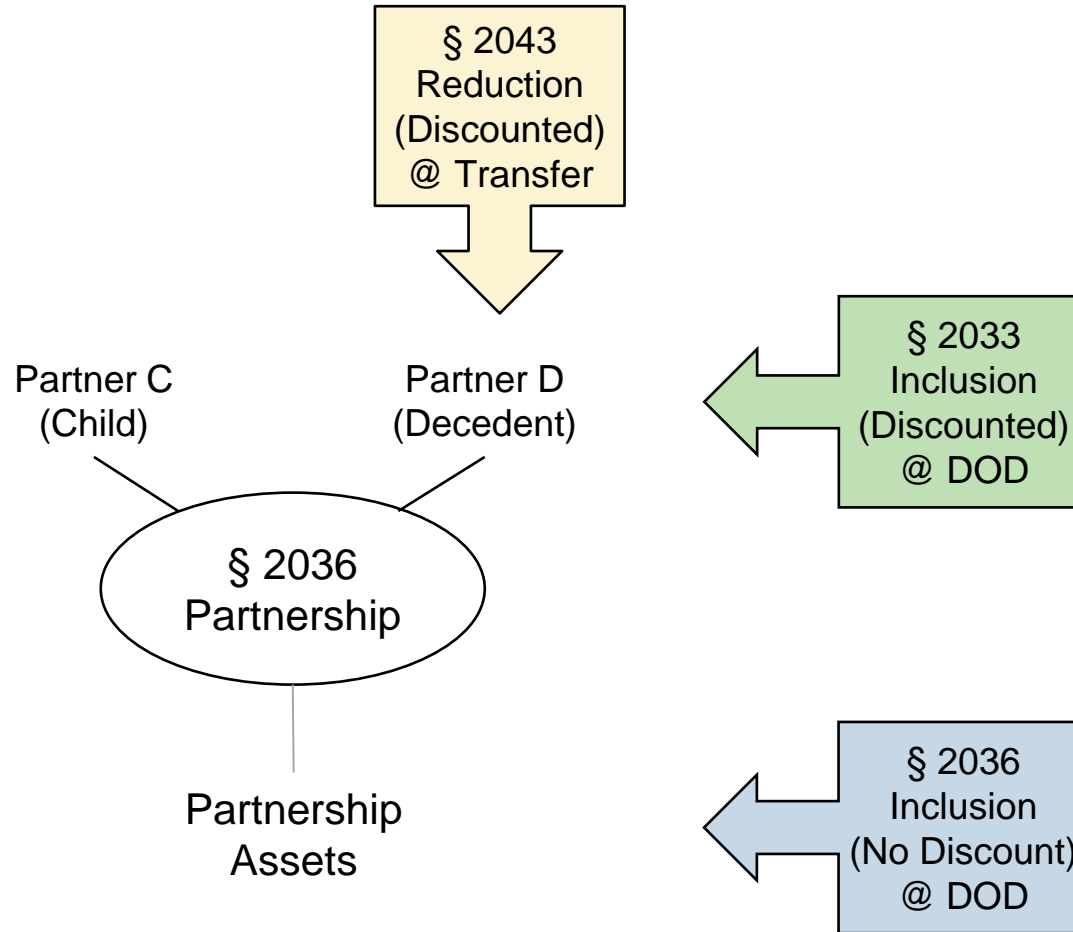 § 2043
Reduction
(Discounted)
@ Transfer
§ 2033
Inclusion
(Discounted)
@ DOD
Partner C
(Child)
Partner D
(Decedent)
§ 2036
Partnership
Partnership
Assets
§ 2036
Inclusion
(No Discount)
@ DOD